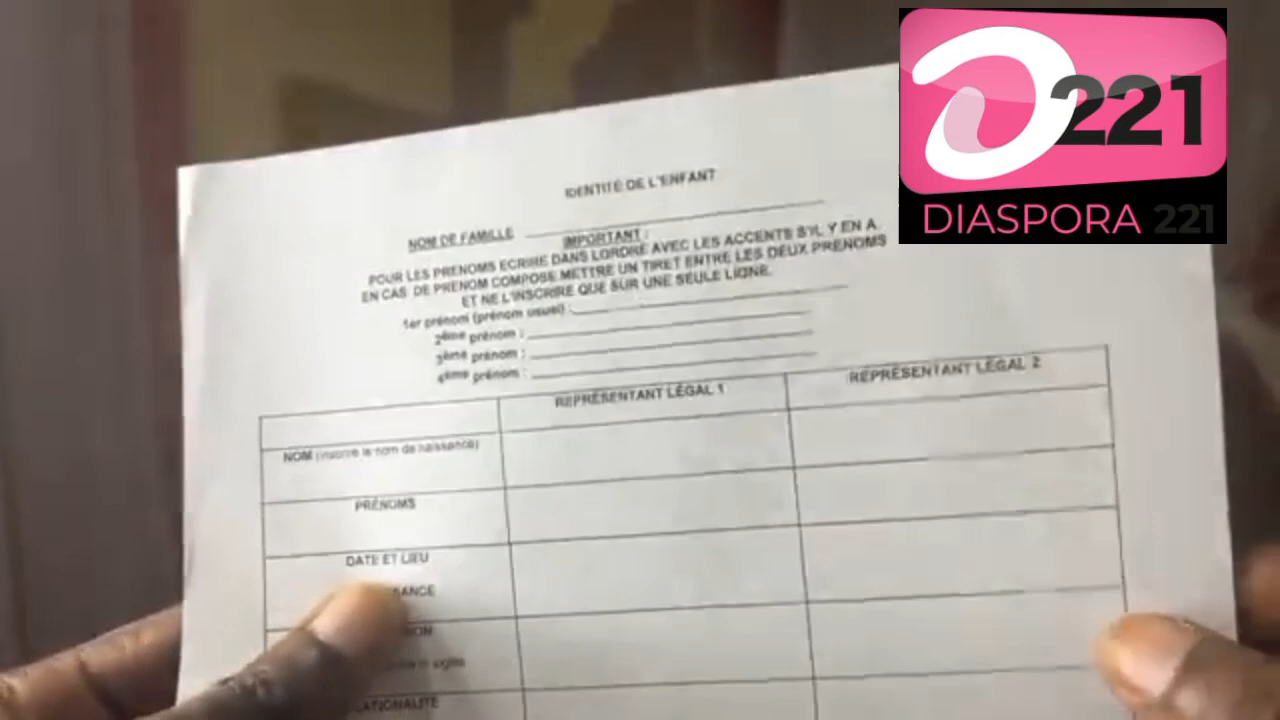 221
DIASPORA 221
IDENTITÉ DE L'ENFANT
NOM DE FAMILLE
IMPORTANT :
POUR LES PRENOMS ECRIRE DANS LORDRE AVEC LES ACCENTS S'IL Y EN A.
EN CAS DE PRENOM COMPOSE METTRE UN TIRET ENTRE LES DEUX PRENOMS
ET NE L'INSCRIRE QUE SUR UNE SEULE LIGNE.
1er prénom (prénom usuel) :
2ème prénom :
3ème prénom :
4ème prénom :
REPRÉSENTANT LÉGAL 1
REPRÉSENTANT LÉGAL 2
NOM (inscrire le nom de naissance)
PRÉNOMS
DATE ET LIEU